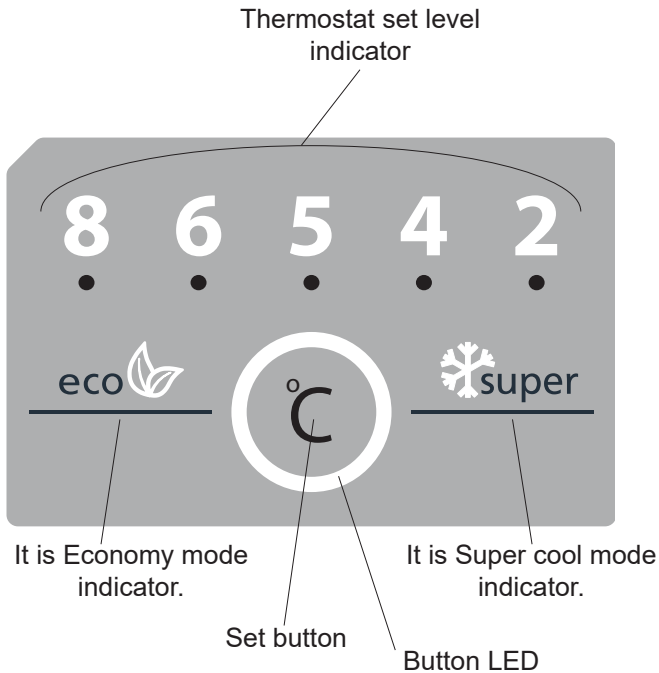 Thermostat set level
indicator
8 6 5 4 2
eco
°C
super
It is Economy mode
indicator.
It is Super cool mode
indicator.
Set button
Button LED